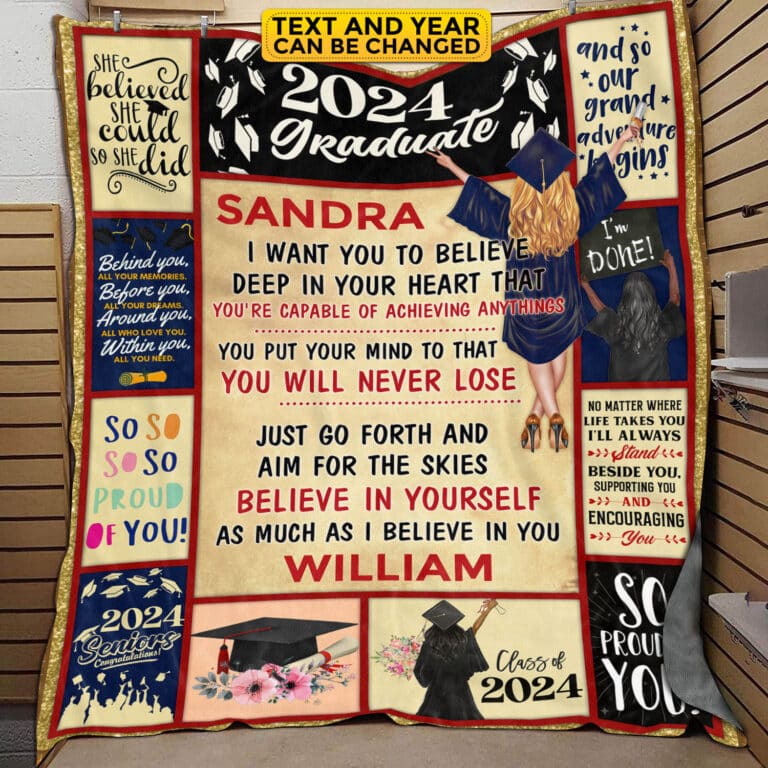 TEXT AND YEAR
CAN BE CHANGED
SHE
believed
SHE
could
SO SHE did
2024
Graduate
and so
our
grand
adventure
begins
SANDRA
I WANT YOU TO BELIEVE
DEEP IN YOUR HEART THAT
YOU'RE CAPABLE OF ACHIEVING ANYTHINGS
YOU PUT YOUR MIND TO THAT
YOU WILL NEVER LOSE
JUST GO FORTH AND
AIM FOR THE SKIES
BELIEVE IN YOURSELF
AS MUCH AS I BELIEVE IN YOU
WILLIAM
Behind you,
ALL YOUR MEMORIES.
Before you,
ALL YOUR DREAMS.
Around you,
ALL WHO LOVE YOU.
Within you,
ALL YOU NEED.
I'm
DONE!
SO SO
SO SO
PROUD
OF YOU!
NO MATTER WHERE
LIFE TAKES YOU
I'LL ALWAYS
Stand
BESIDE YOU,
SUPPORTING YOU
AND
ENCOURAGING
You
2024
Seniors
Congratulations!
Class of
2024
SO
PROUD
YOU!